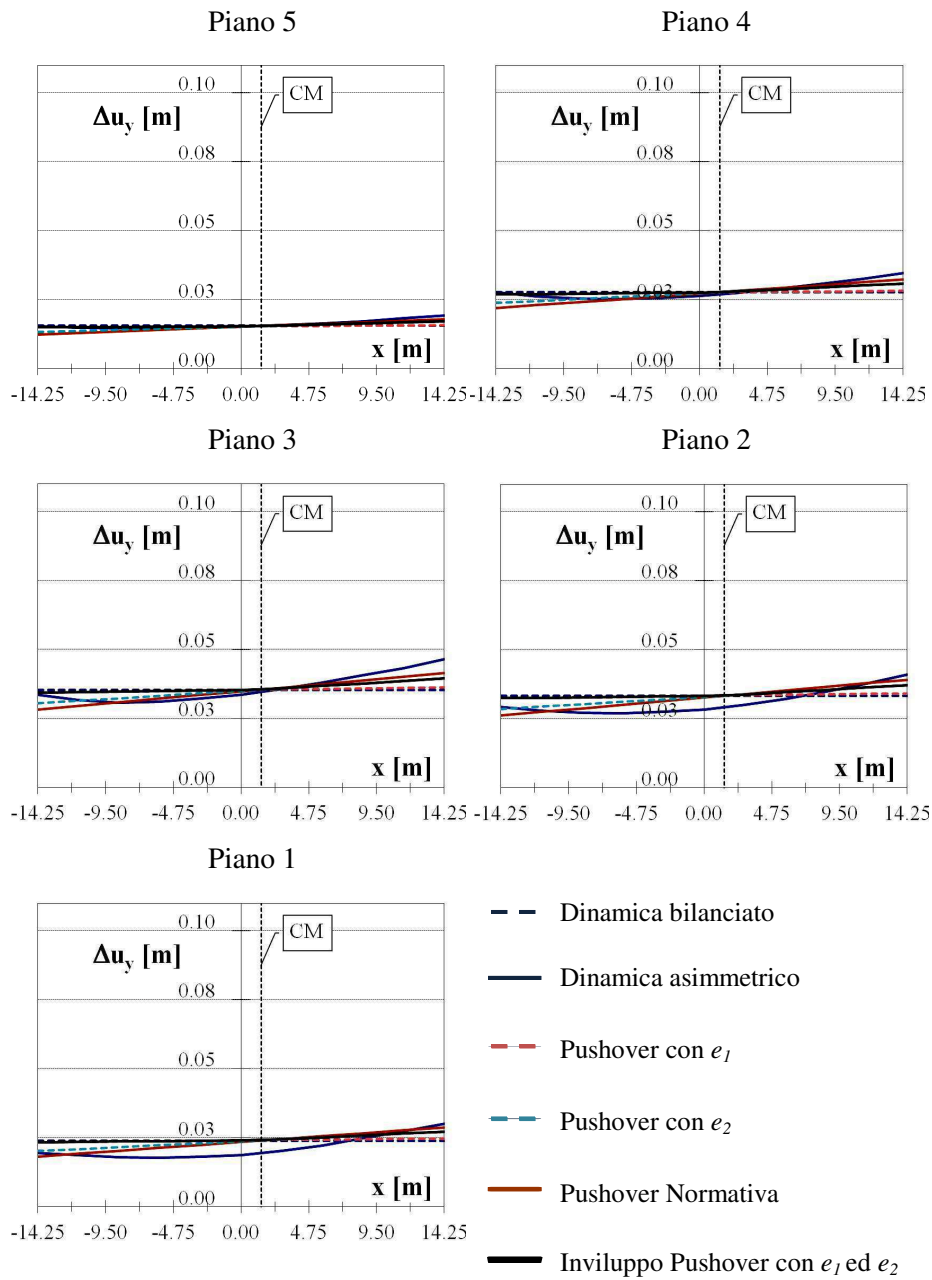 Piano 5
Piano 4
0.10
CM
Δu_y [m]
0.08
0.05
0.03
x [m]
0.00
-14.25 -9.50 -4.75 0.00 4.75 9.50 14.25
0.10
CM
Δu_y [m]
0.08
0.05
0.03
x [m]
0.00
-14.25 -9.50 -4.75 0.00 4.75 9.50 14.25
Piano 3
Piano 2
0.10
CM
Δu_y [m]
0.08
0.05
0.03
x [m]
0.00
-14.25 -9.50 -4.75 0.00 4.75 9.50 14.25
0.10
CM
Δu_y [m]
0.08
0.05
0.03
x [m]
0.00
-14.25 -9.50 -4.75 0.00 4.75 9.50 14.25
Piano 1
0.10
CM
Δu_y [m]
0.08
0.05
0.03
x [m]
0.00
-14.25 -9.50 -4.75 0.00 4.75 9.50 14.25
Dinamica bilanciato
Dinamica asimmetrico
Pushover con e_1
Pushover con e_2
Pushover Normativa
Inviluppo Pushover con e_1 ed e_2